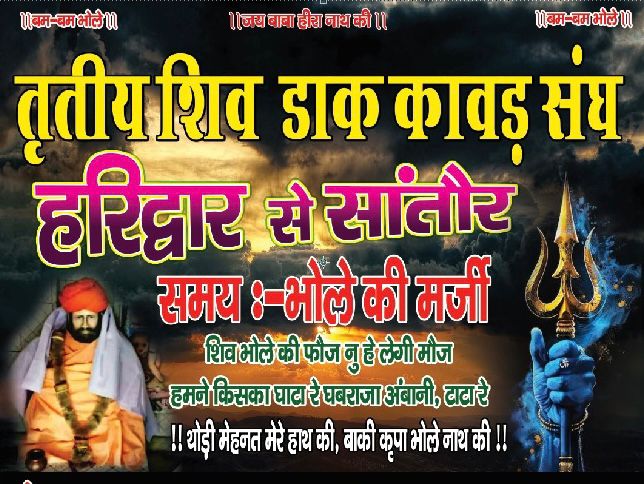 ||बम-बम भोले||
||जय बाबा हीरा नाथ की||
||बम-बम भोले||
तृतीय शिव डाक कावड़ संघ
हरिद्वार से सांतौर
समय :-भोले की मर्जी
शिव भोले की फौज नु हे लेगी मौज
हमने किसका घाटा रे घबराजा अंबानी, टाटा रे
!! थोड़ी मेहनत मेरे हाथ की, बाकी कृपा भोले नाथ की !!